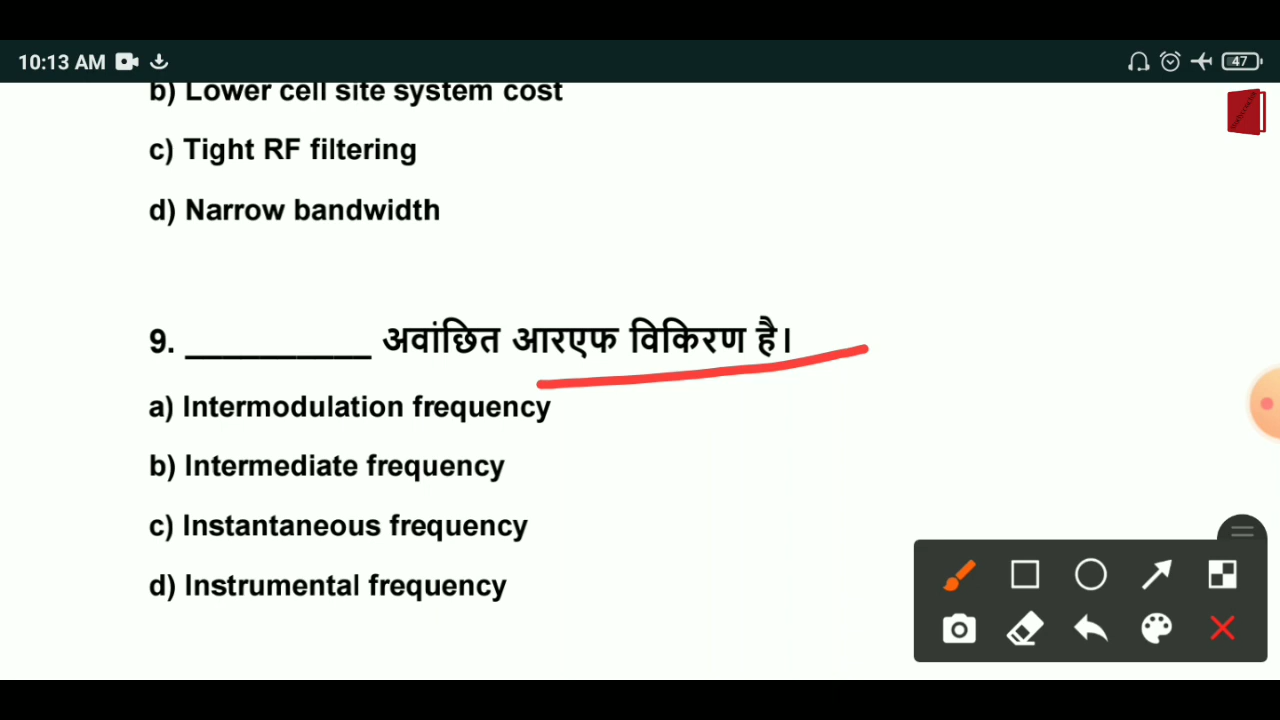 10:13 AM
47
b) Lower cell site system cost
c) Tight RF filtering
d) Narrow bandwidth
9. __________ अवांछित आरएफ विकिरण है।
a) Intermodulation frequency
b) Intermediate frequency
c) Instantaneous frequency
d) Instrumental frequency